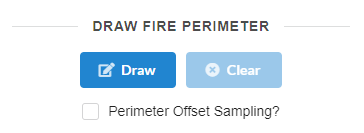 DRAW FIRE PERIMETER
Draw Clear
Perimeter Offset Sampling?